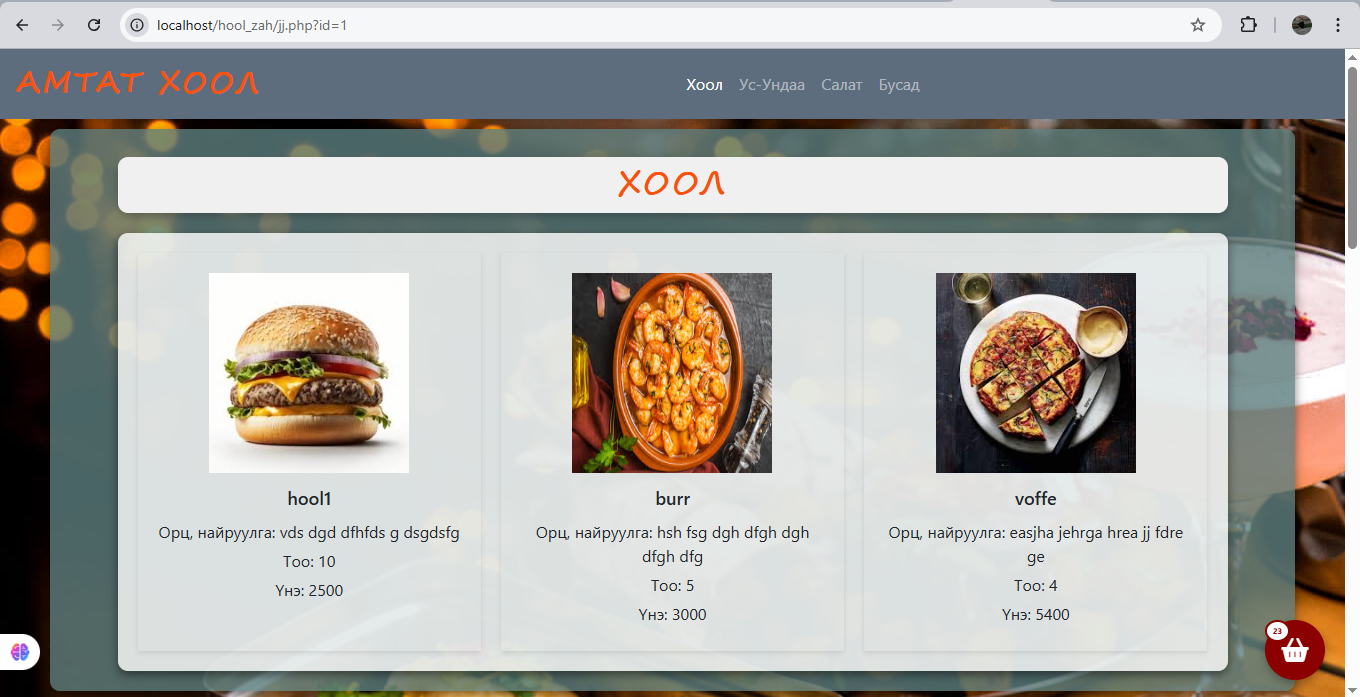 localhost/hool_zah/jj.php?id=1
АМТАТ ХООЛ
Хоол Ус-Ундаа Салат Бусад
ХООЛ
hool1
Орц, найруулга: vds dgd dfhfds g dsgdsfg
Тоо: 10
Үнэ: 2500
burr
Орц, найруулга: hsh fsg dgh dfgh dgh
dfgh dfg
Тоо: 5
Үнэ: 3000
voffe
Орц, найруулга: easjha jehrga hrea jj fdre
ge
Тоо: 4
Үнэ: 5400
23